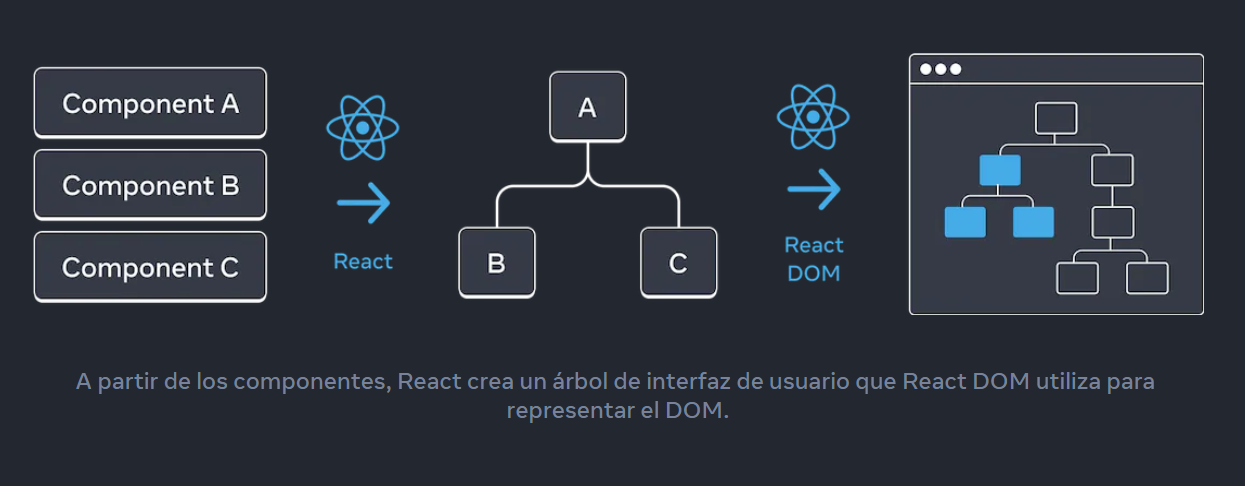 Component A
Component B
Component C
React
A
B
C
React
DOM
A partir de los componentes, React crea un árbol de interfaz de usuario que React DOM utiliza para
representar el DOM.